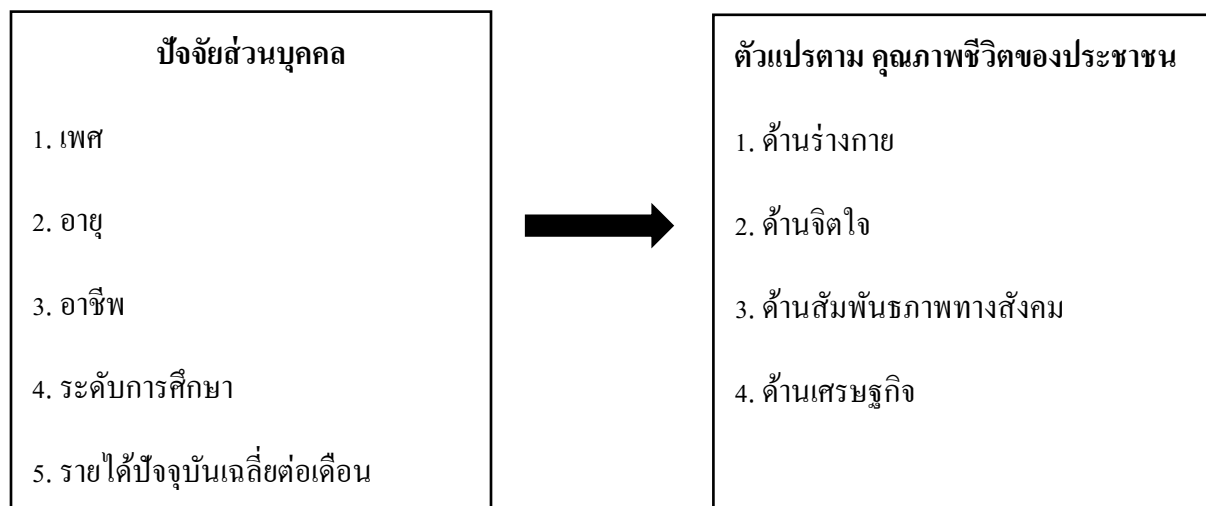 ปัจจัยส่วนบุคคล
1. เพศ
2. อายุ
3. อาชีพ
4. ระดับการศึกษา
5. รายได้ปัจจุบันเฉลี่ยต่อเดือน
ตัวแปรตาม คุณภาพชีวิตของประชาชน
1. ด้านร่างกาย
2. ด้านจิตใจ
3. ด้านสัมพันธภาพทางสังคม
4. ด้านเศรษฐกิจ